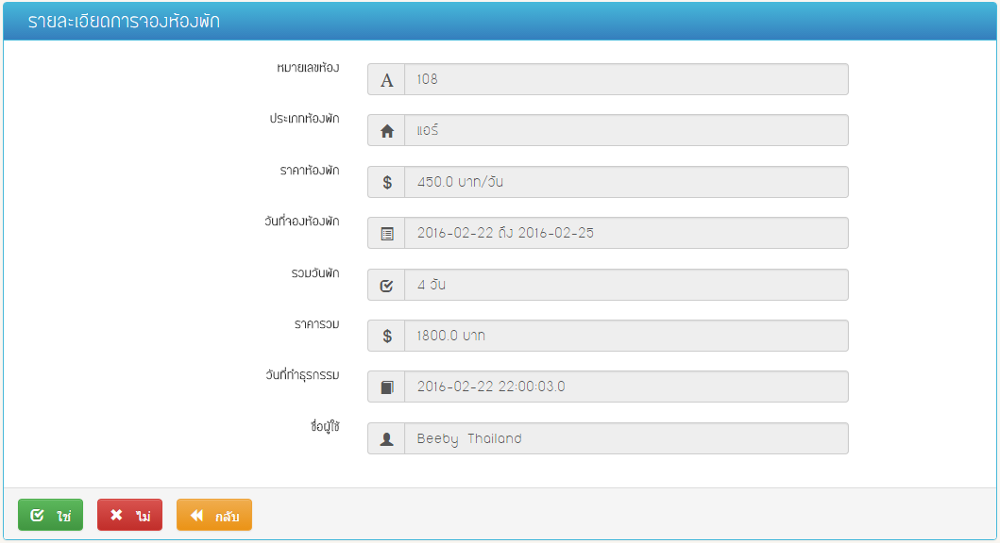 รายละเอียดการจองห้องพัก
หมายเลขห้อง
A 108
ประเภทห้องพัก
แอร์
ราคาห้องพัก
$ 450.0 บาท/วัน
วันที่จองห้องพัก
2016-02-22 ถึง 2016-02-25
รวมวันพัก
4 วัน
ราคารวม
$ 1800.0 บาท
วันที่ทำธุรกรรม
2016-02-22 22:00:03.0
ชื่อผู้ใช้
Beeby Thailand
ใช่ ไม่ กลับ